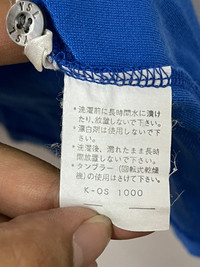 ・洗濯前に長時間水に漬け
たり、放置しないで下さい。
・漂白剤は使用しないで下
さい。
・洗濯後、濡れたまま長時
間放置しないで下さい。
・タンブラー(回転式乾燥
機)の使用はさけて下さい。
K-OS 1000